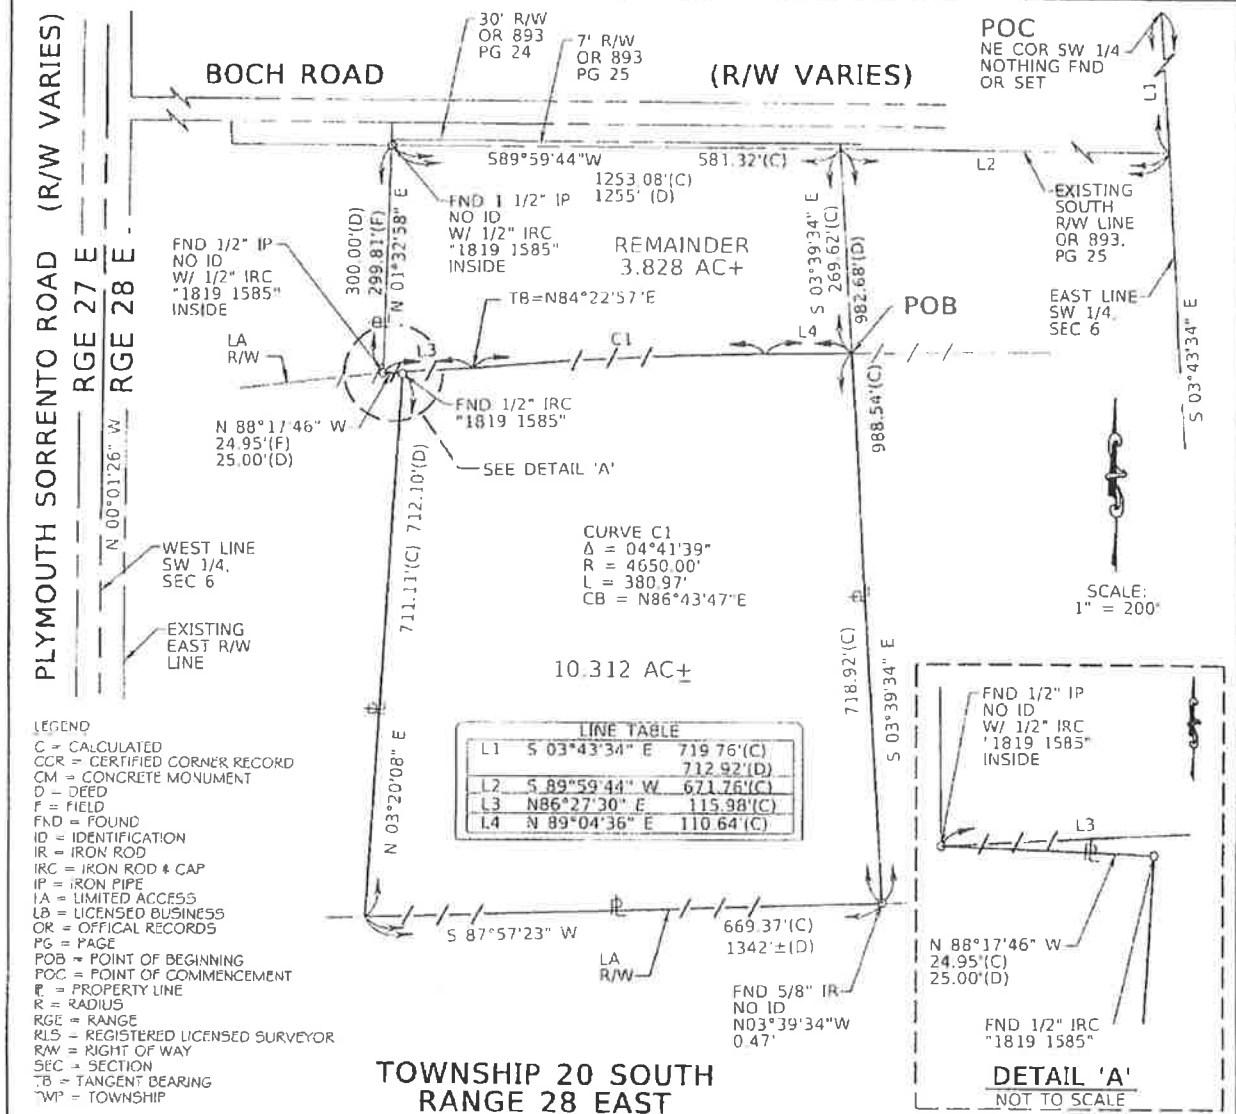 30' R/W
OR 893
PG 24
7' R/W
OR 893
PG 25
BOCH ROAD
(R/W VARIES)
POC
NE COR SW 1/4
NOTHING FND
OR SET
L1
PLYMOUTH SORRENTO ROAD (R/W VARIES)
RGE 27 E
RGE 28 E
N 00°01'26" W
S89°59'44"W
581.32'(C)
1253.08'(C)
1255' (D)
L2
EXISTING
SOUTH
R/W LINE
OR 893,
PG 25
EAST LINE
SW 1/4,
SEC 6
S 03°43'34" E
FND 1 1/2" IP
NO ID
W/ 1/2" IRC
"1819 1585"
INSIDE
300.00'(D)
299.81'(F)
N 01°32'58" E
REMAINDER
3.828 AC+
S 03°39'34" E
269.62'(C)
982.68'(D)
FND 1/2" IP
NO ID
W/ 1/2" IRC
"1819 1585"
INSIDE
TB=N84°22'57"E
POB
L3
C1
L4
LA
R/W
FND 1/2" IRC
"1819 1585"
N 88°17'46" W
24.95'(F)
25.00'(D)
SEE DETAIL 'A'
988.54'(C)
711.11'(C) 712.10'(D)
WEST LINE
SW 1/4,
SEC 6
CURVE C1
Δ = 04°41'39"
R = 4650.00'
L = 380.97'
CB = N86°43'47"E
SCALE:
1" = 200'
EXISTING
EAST R/W
LINE
10.312 AC±
718.92'(C)
S 03°39'34" E
N 03°20'08" E
LINE TABLE
L1 S 03°43'34" E 719.76'(C)
712.92'(D)
L2 S 89°59'44" W 671.76'(C)
L3 N86°27'30" E 115.98'(C)
L4 N 89°04'36" E 110.64'(C)
LEGEND
C = CALCULATED
CCR = CERTIFIED CORNER RECORD
CM = CONCRETE MONUMENT
D = DEED
F = FIELD
FND = FOUND
ID = IDENTIFICATION
IR = IRON ROD
IRC = IRON ROD & CAP
IP = IRON PIPE
LA = LIMITED ACCESS
LB = LICENSED BUSINESS
OR = OFFICAL RECORDS
PG = PAGE
POB = POINT OF BEGINNING
POC = POINT OF COMMENCEMENT
℄ = PROPERTY LINE
R = RADIUS
RGE = RANGE
RLS = REGISTERED LICENSED SURVEYOR
R/W = RIGHT OF WAY
SEC = SECTION
TB = TANGENT BEARING
TWP = TOWNSHIP
S 87°57'23" W
669.37'(C)
1342'±(D)
LA
R/W
FND 5/8" IR
NO ID
N03°39'34"W
0.47'
FND 1/2" IP
NO ID
W/ 1/2" IRC
"1819 1585"
INSIDE
L3
N 88°17'46" W
24.95'(C)
25.00'(D)
FND 1/2" IRC
"1819 1585"
DETAIL 'A'
NOT TO SCALE
TOWNSHIP 20 SOUTH
RANGE 28 EAST